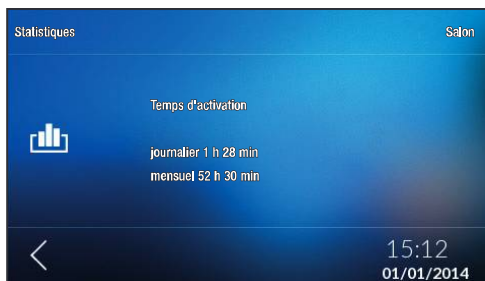 Statistiques
Salon
Temps d'activation
journalier 1 h 28 min
mensuel 52 h 30 min
15:12
01/01/2014